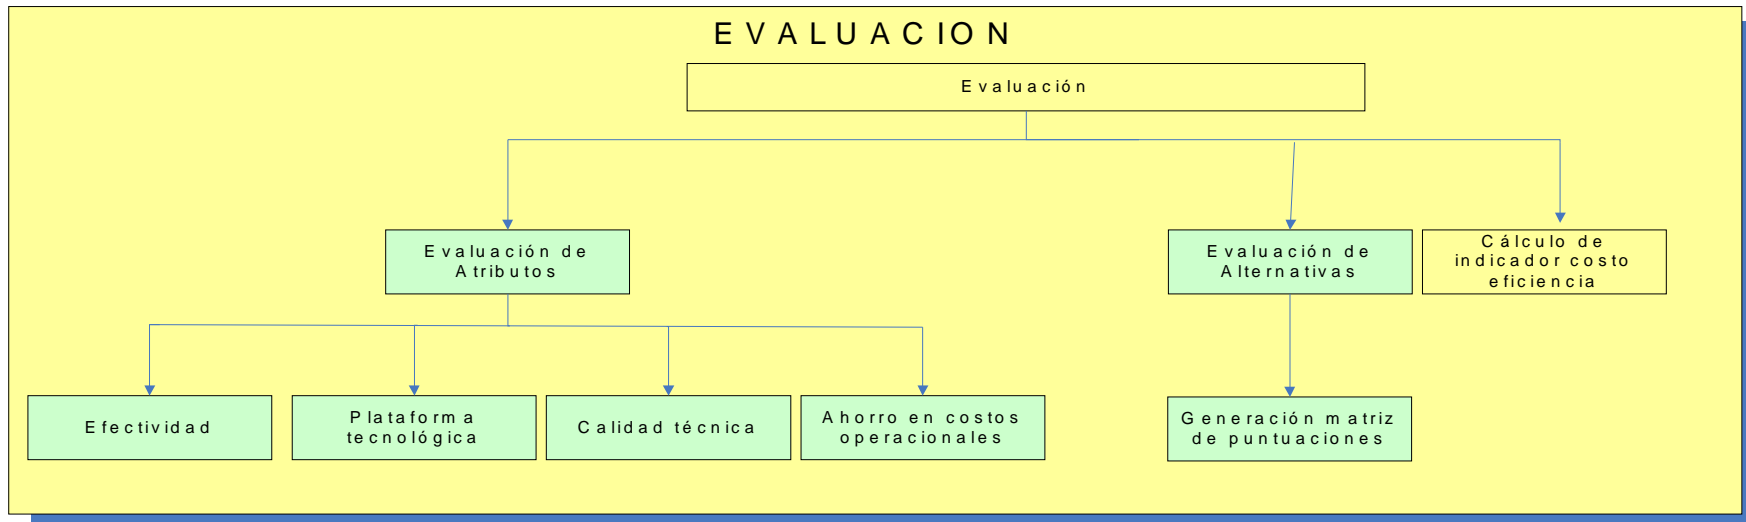 EVALUACION
Evaluación
Evaluación de
Atributos
Evaluación de
Alternativas
Cálculo de
indicador costo
eficiencia
Efectividad
Plataforma
tecnológica
Calidad técnica
Ahorro en costos
operacionales
Generación matriz
de puntuaciones